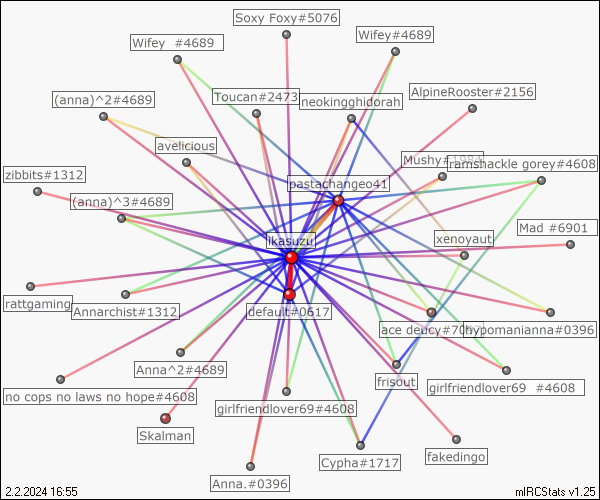 Soxy Foxy#5076
Wifey #4689
Wifey#4689
AlpineRooster#2156
(anna)^2#4689
Toucan#2473
neokingghidorah
avelicious
Mushy#1984
ramshackle gorey#4608
zibbits#1312
pastachangeo41
(anna)^3#4689
Mad #6901
ikasuzu
xenoyaut
rattgaming
Annarchist#1312
default#0617
ace deucy#70
hypomanianna#0396
Anna^2#4689
frisout
girlfriendlover69 #4608
no cops no laws no hope#4608
girlfriendlover69#4608
Skalman
fakedingo
Cypha#1717
Anna.#0396
2.2.2024 16:55
mIRCStats v1.25